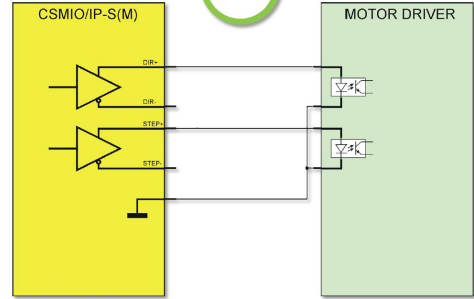 CSMIO/IP-S(M)
MOTOR DRIVER
DIR+
DIR-
STEP+
STEP-